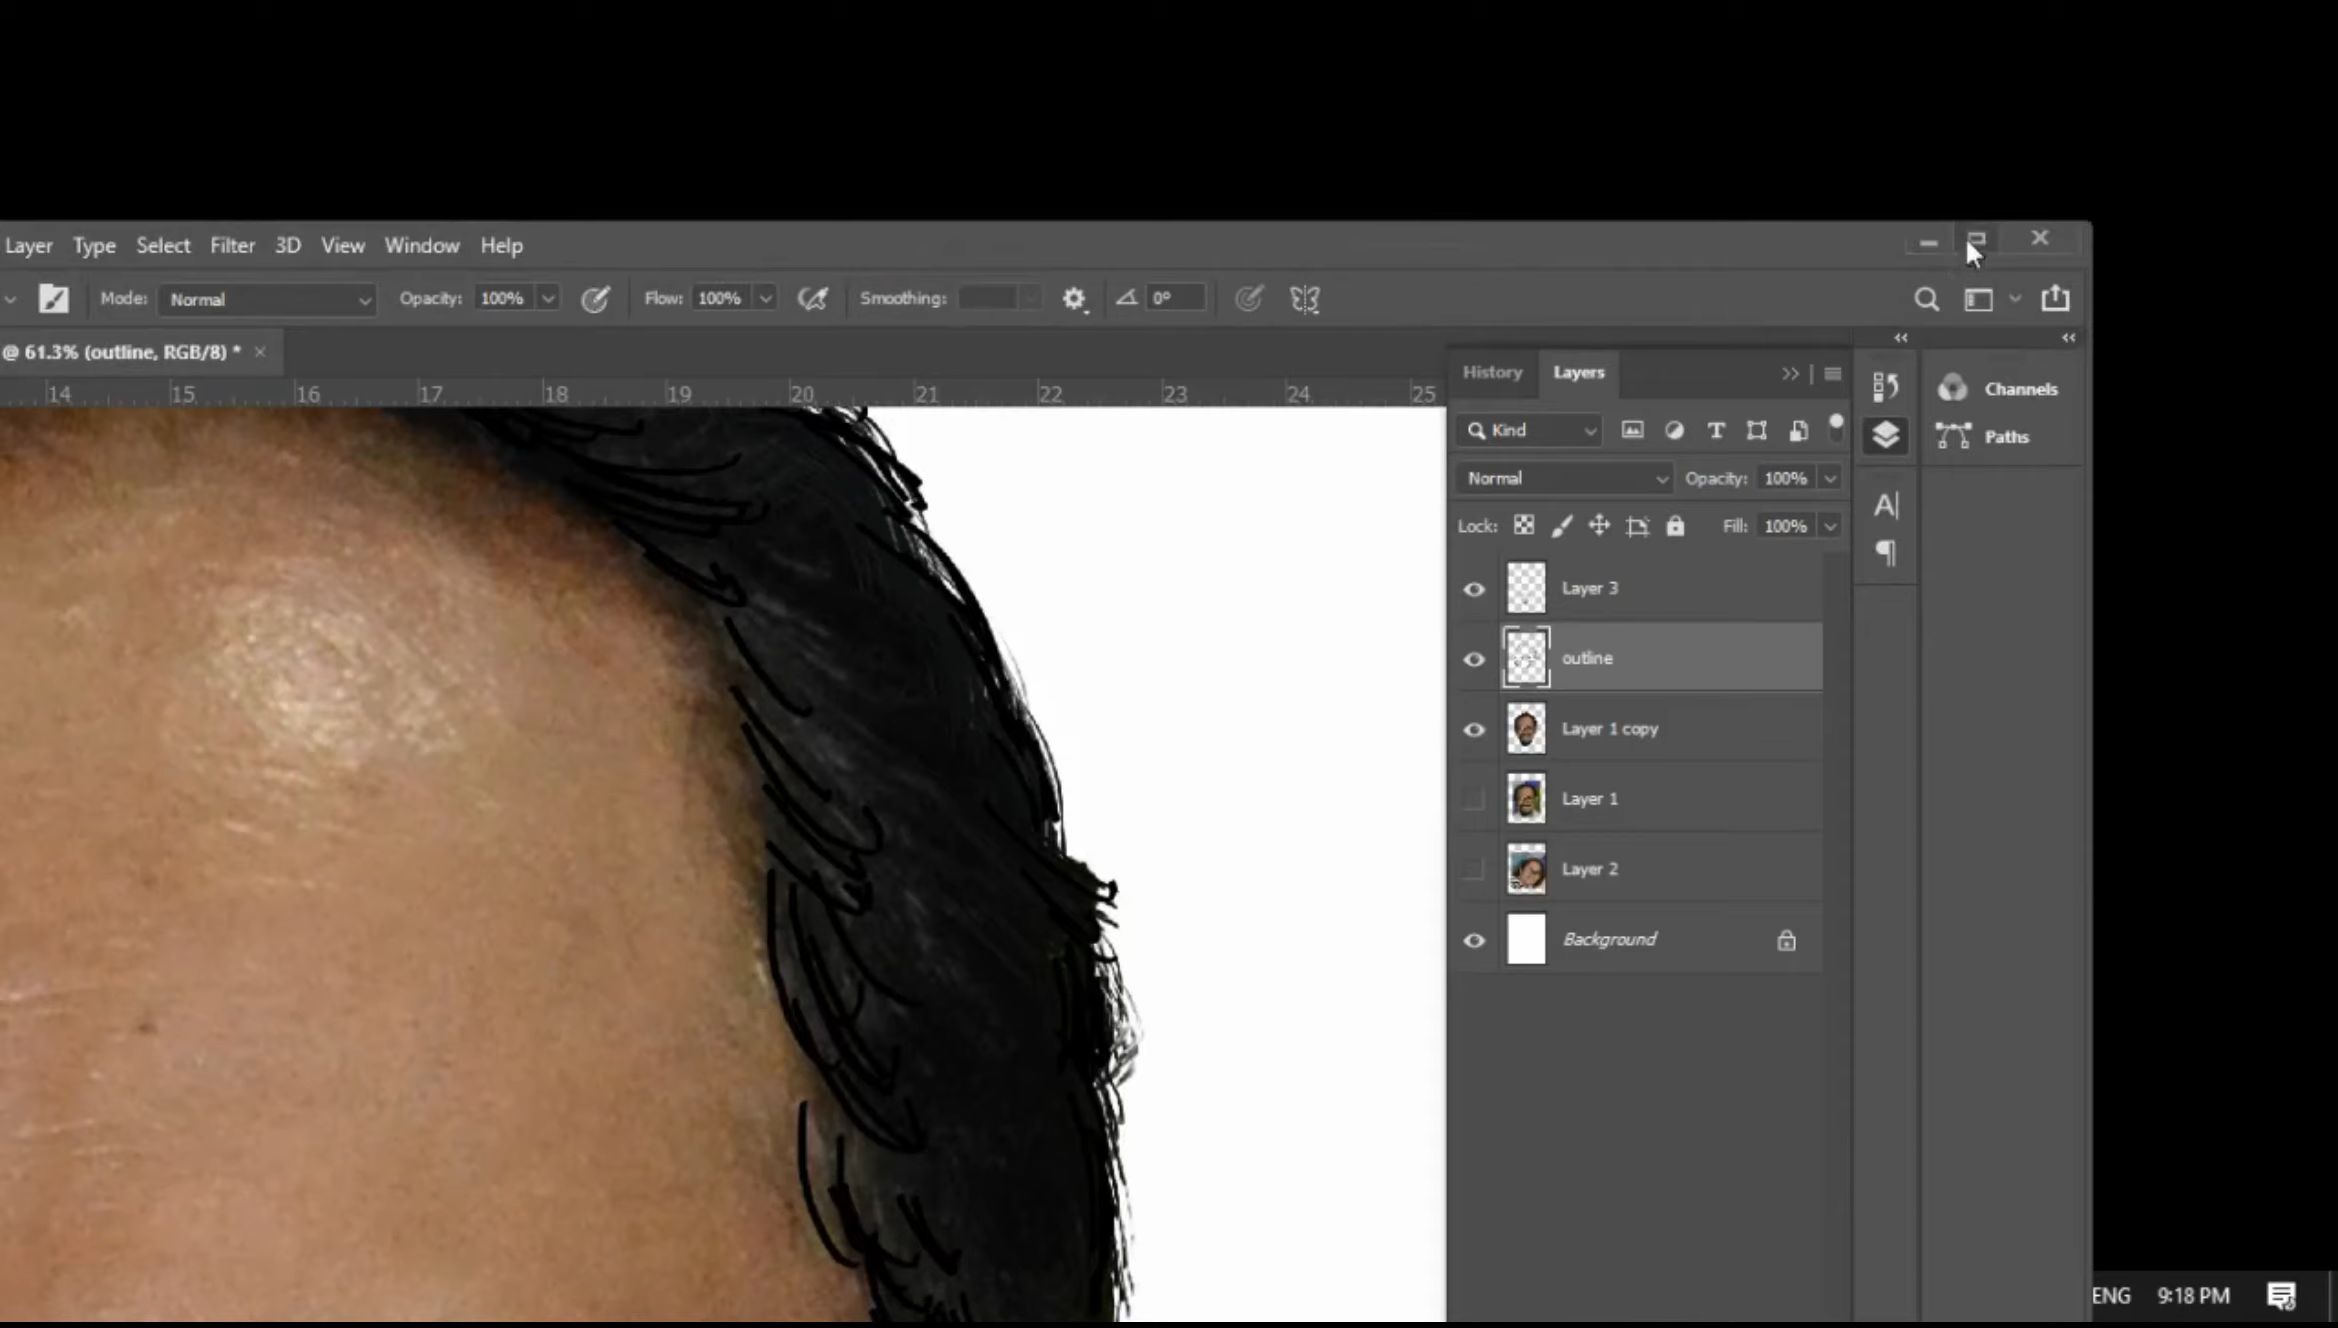 Layer Type Select Filter 3D View Window Help
Mode: Normal Opacity: 100% Flow: 100% Smoothing: 0°
@ 61.3% (outline, RGB/8) * ×
14 15 16 17 18 19 20 21 22 23 24 25
History Layers
Channels
Kind
Paths
Normal Opacity: 100%
Lock: Fill: 100%
Layer 3
outline
Layer 1 copy
Layer 1
Layer 2
Background
ENG 9:18 PM